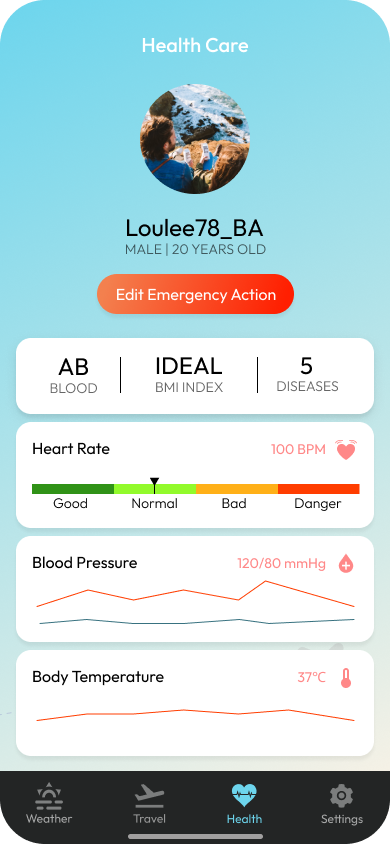 Health Care
Loulee78_BA
MALE | 20 YEARS OLD
Edit Emergency Action
AB
BLOOD
IDEAL
BMI INDEX
5
DISEASES
Heart Rate
100 BPM
Good Normal Bad Danger
Blood Pressure
120/80 mmHg
Body Temperature
37°C
Weather Travel Health Settings